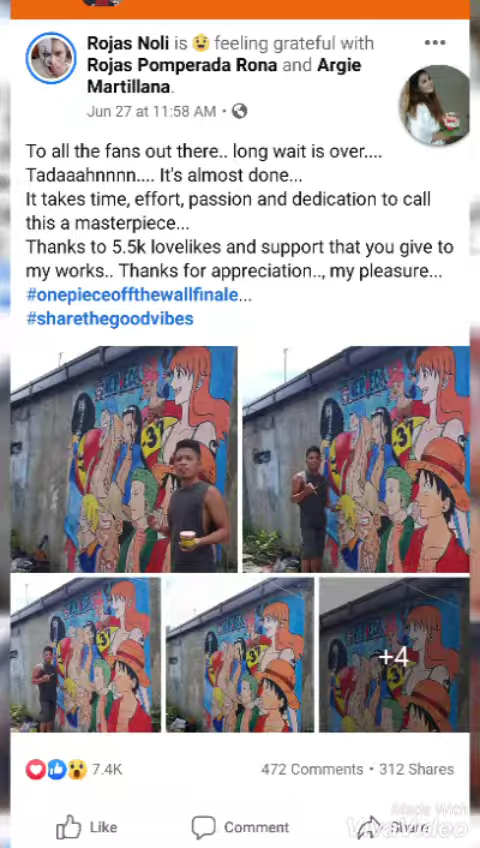 Rojas Noli is 😉 feeling grateful with
Rojas Pomperada Rona and Argie
Martillana.
Jun 27 at 11:58 AM ·
To all the fans out there.. long wait is over....
Tadaaahnnnn.... It's almost done...
It takes time, effort, passion and dedication to call
this a masterpiece...
Thanks to 5.5k lovelikes and support that you give to
my works.. Thanks for appreciation.., my pleasure...
#onepieceoffthewallfinale...
#sharethegoodvibes
37
37
37
37
+4
7.4K
472 Comments • 312 Shares
Like
Comment
Share
Made With
VivaVideo